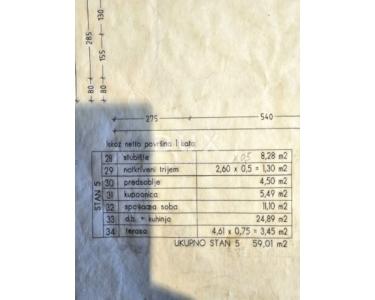 130
285
155
80
80
275 540
Iskaz netto površina 1 kata:
STAN 5
28 stubište x 0,5 8,28 m2
29 natkriveni trijem 2,60 x 0,5 = 1,30 m2
30 predsoblje 4,50 m2
31 kupaonica 5,49 m2
32 spavaća soba 11,10 m2
33 d.b. + kuhinja 24,89 m2
34 terasa 4,61 x 0,75 = 3,45 m2
UKUPNO STAN 5 59,01 m2